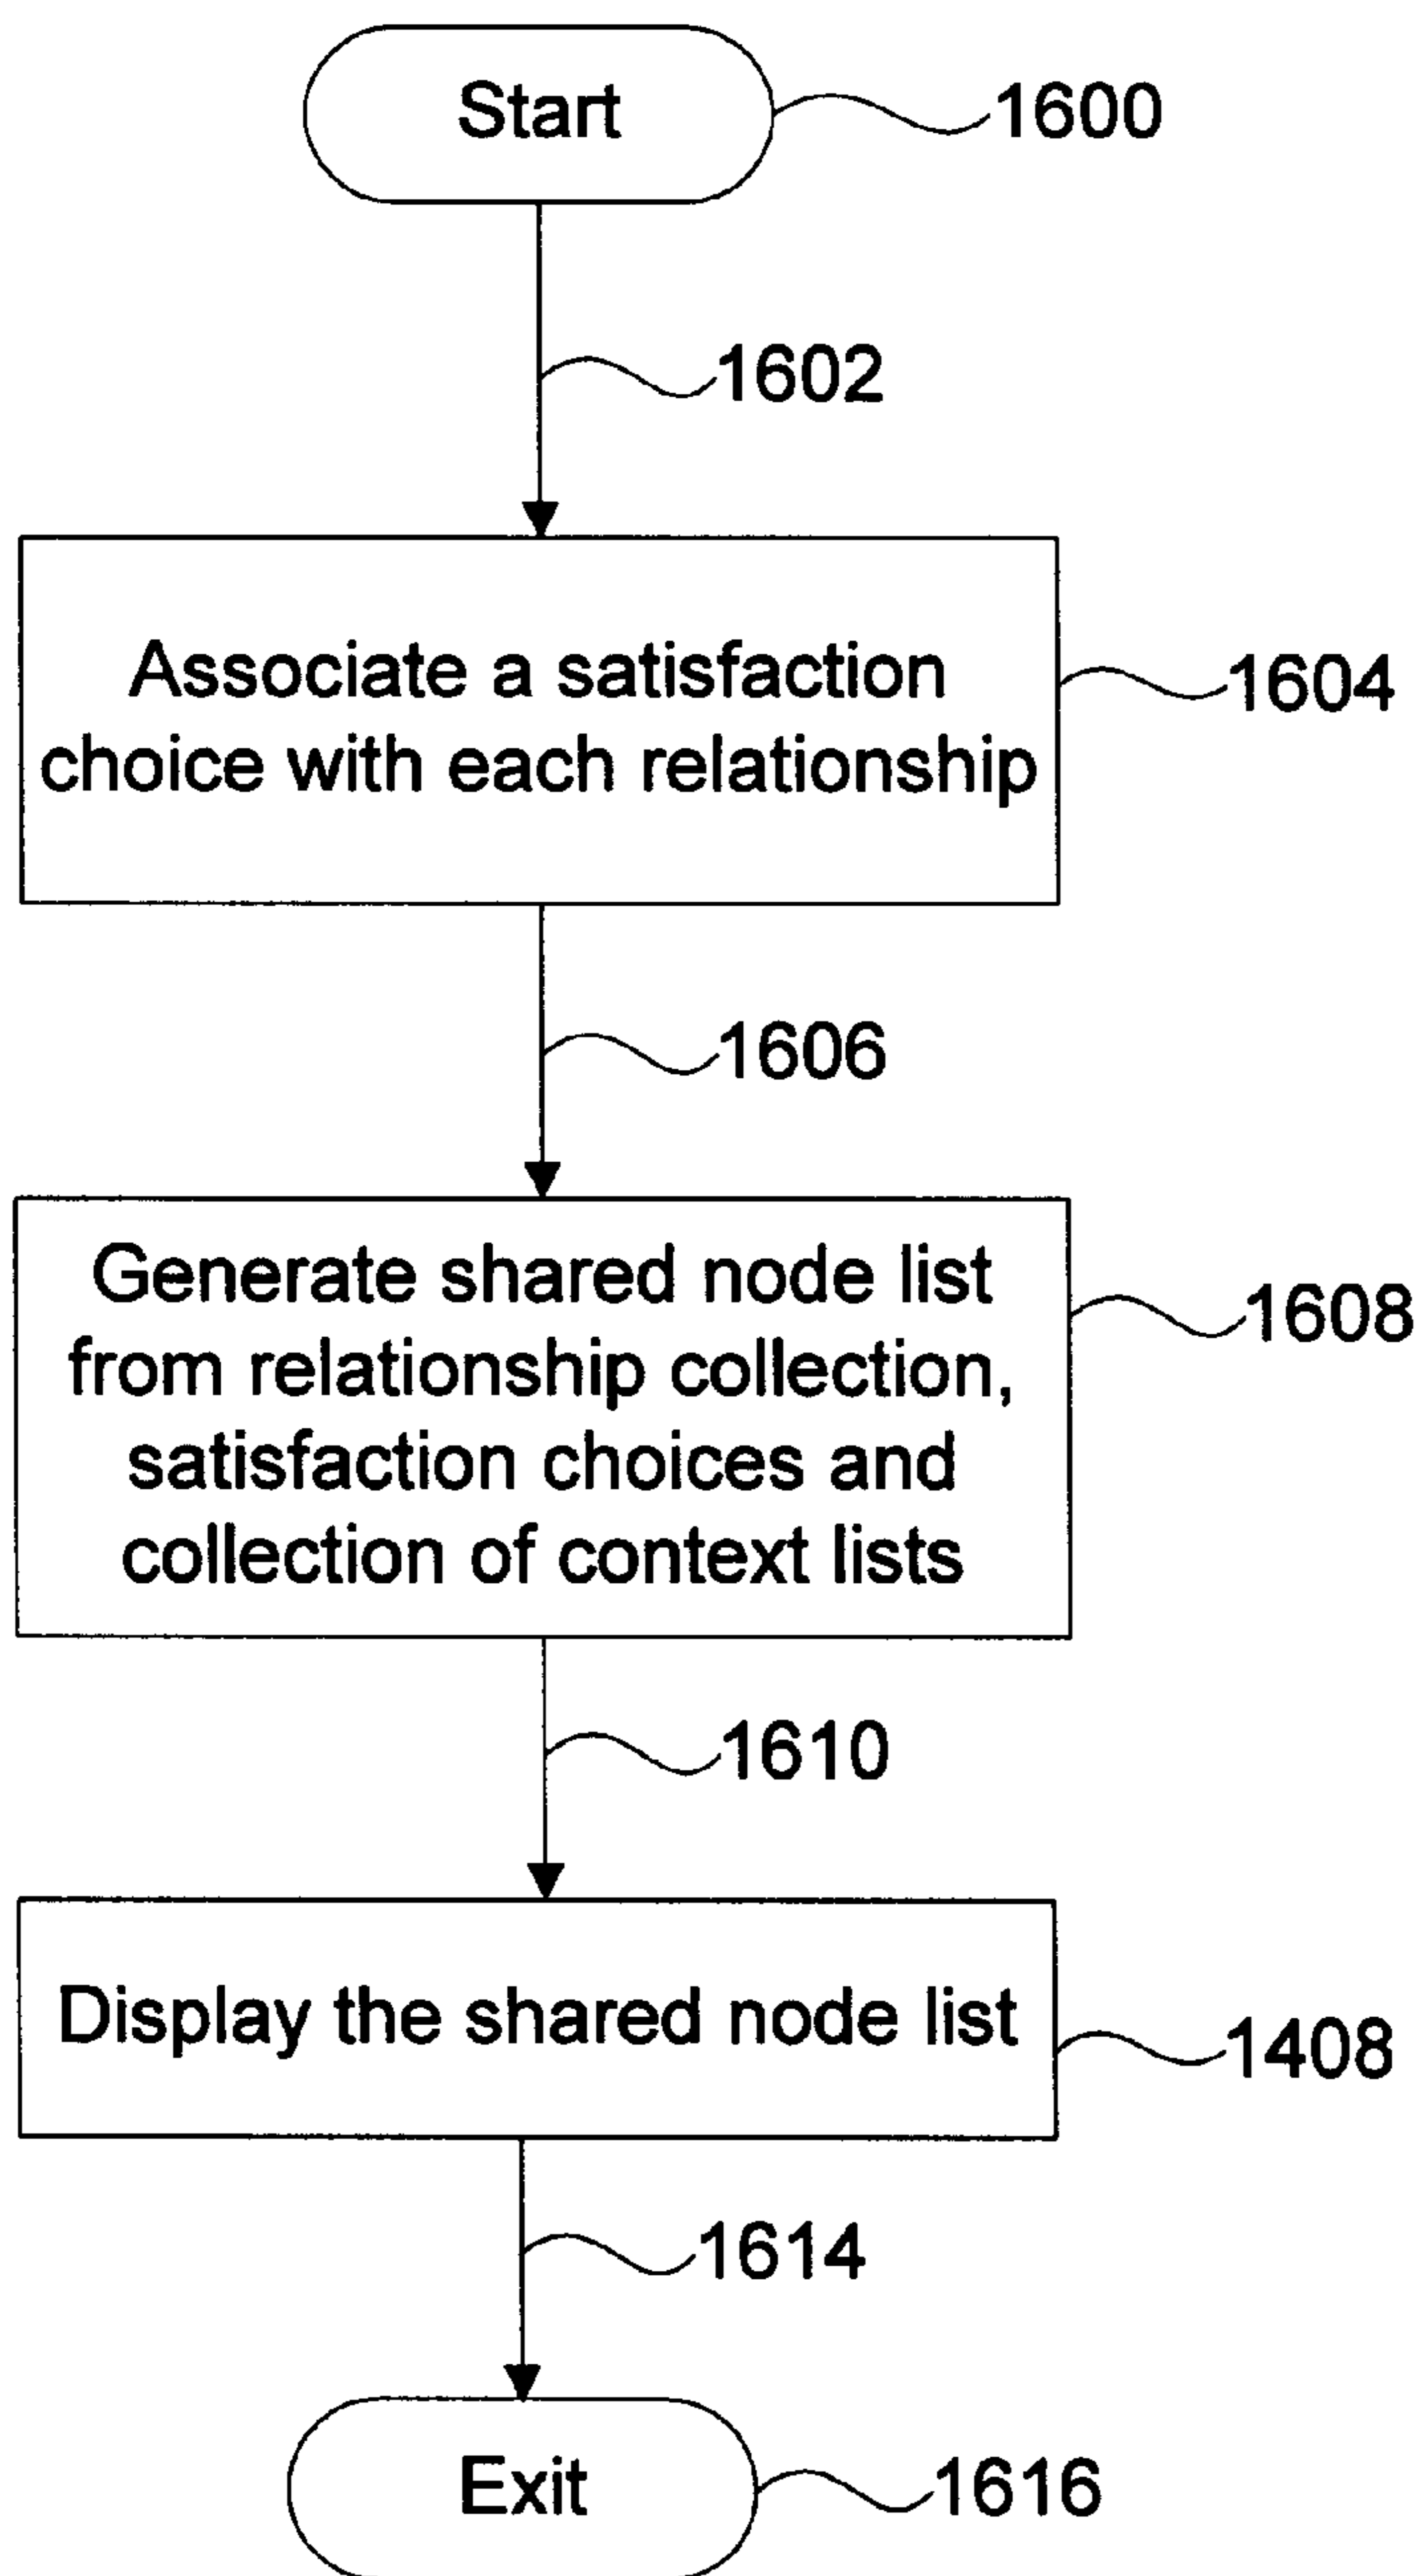 Start
1600
1602
Associate a satisfaction
choice with each relationship
1604
1606
Generate shared node list
from relationship collection,
satisfaction choices and
collection of context lists
1608
1610
Display the shared node list
1408
1614
Exit
1616